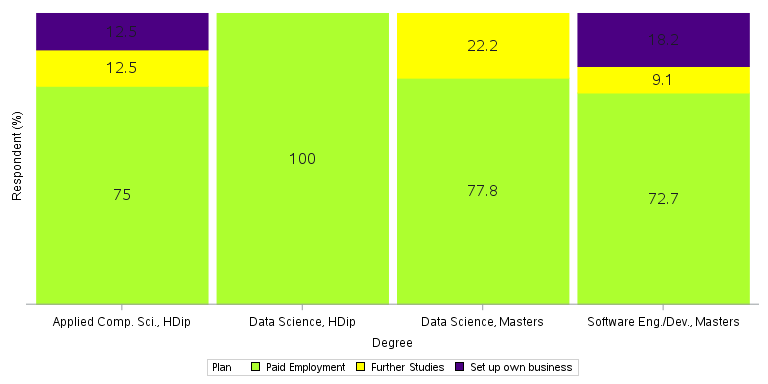 12.5
18.2
12.5
22.2
9.1
100
75
77.8
72.7
Respondent (%)
Applied Comp. Sci., HDip
Data Science, HDip
Data Science, Masters
Software Eng./Dev., Masters
Degree
Plan
Paid Employment
Further Studies
Set up own business